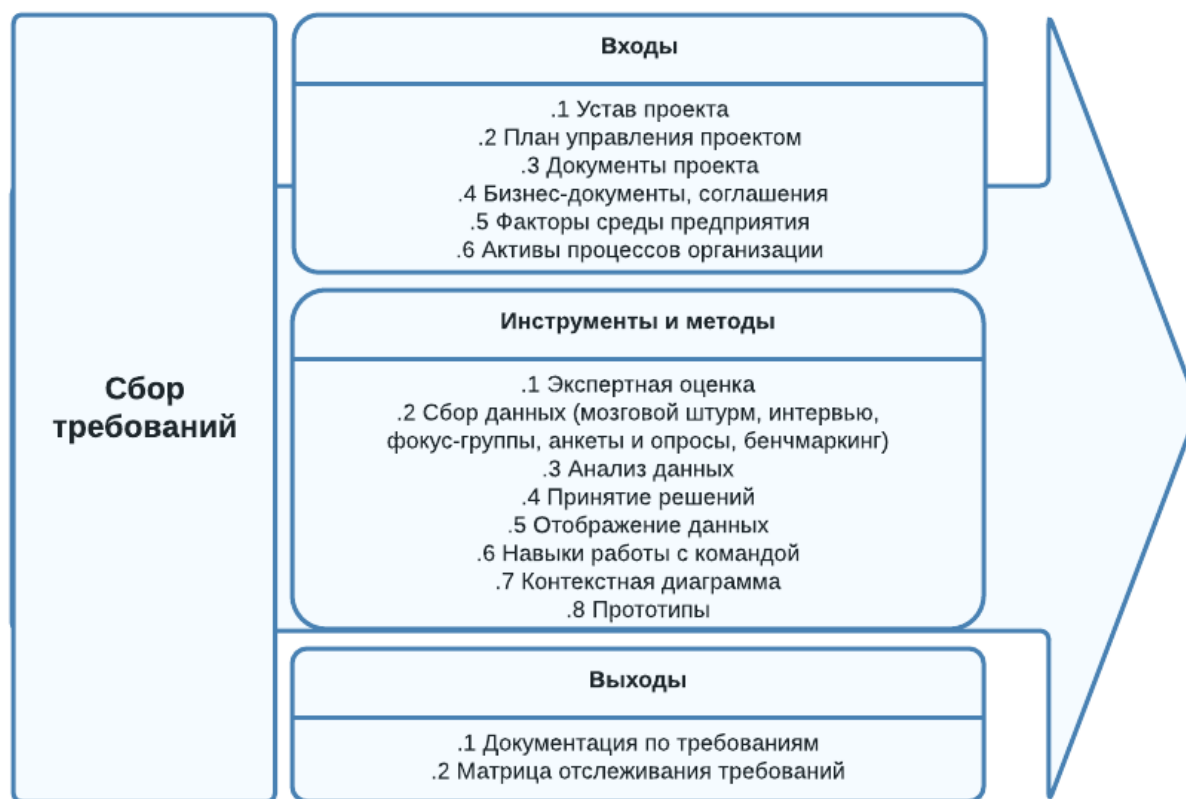 Сбор
требований
Входы
.1 Устав проекта
.2 План управления проектом
.3 Документы проекта
.4 Бизнес-документы, соглашения
.5 Факторы среды предприятия
.6 Активы процессов организации
Инструменты и методы
.1 Экспертная оценка
.2 Сбор данных (мозговой штурм, интервью,
фокус-группы, анкеты и опросы, бенчмаркинг)
.3 Анализ данных
.4 Принятие решений
.5 Отображение данных
.6 Навыки работы с командой
.7 Контекстная диаграмма
.8 Прототипы
Выходы
.1 Документация по требованиям
.2 Матрица отслеживания требований